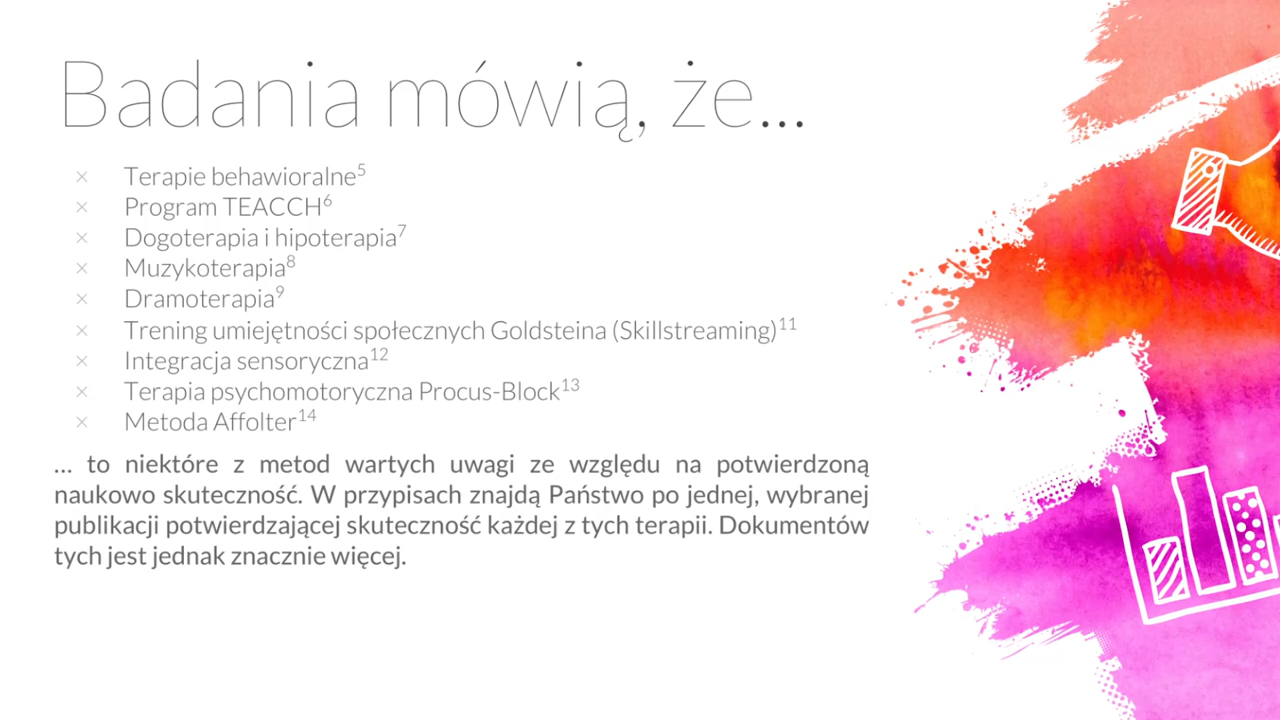 Badania mówią, że...
× Terapie behawioralne⁵
× Program TEACCH⁶
× Dogoterapia i hipoterapia⁷
× Muzykoterapia⁸
× Dramoterapia⁹
× Trening umiejętności społecznych Goldsteina (Skillstreaming)¹¹
× Integracja sensoryczna¹²
× Terapia psychomotoryczna Procus-Block¹³
× Metoda Affolter¹⁴
... to niektóre z metod wartych uwagi ze względu na potwierdzoną
naukowo skuteczność. W przypisach znajdą Państwo po jednej, wybranej
publikacji potwierdzającej skuteczność każdej z tych terapii. Dokumentów
tych jest jednak znacznie więcej.